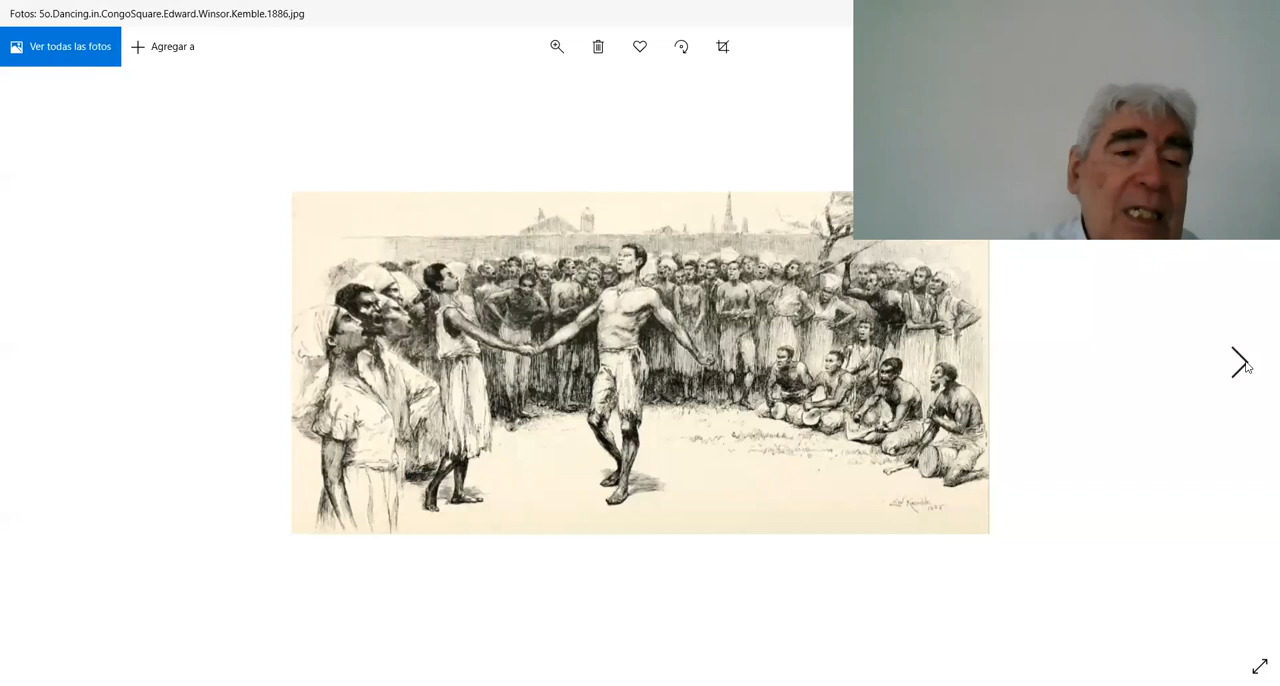 Fotos: 5o.Dancing.in.CongoSquare.Edward.Winsor.Kemble.1886.jpg
Ver todas las fotos
Agregar a